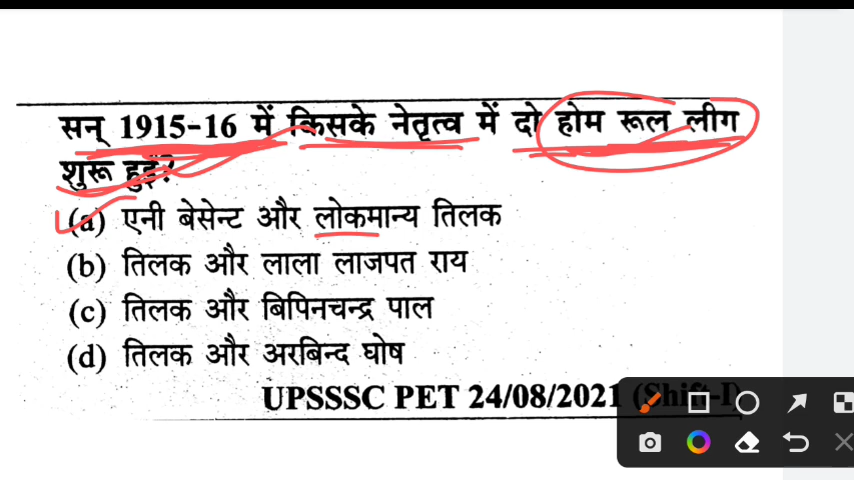 सन् 1915-16 में किसके नेतृत्व में दो होम रूल लीग
शुरू हुईं?
(a) एनी बेसेन्ट और लोकमान्य तिलक
(b) तिलक और लाला लाजपत राय
(c) तिलक और बिपिनचन्द्र पाल
(d) तिलक और अरबिन्द घोष
UPSSSC PET 24/08/2021 (Shift-I)